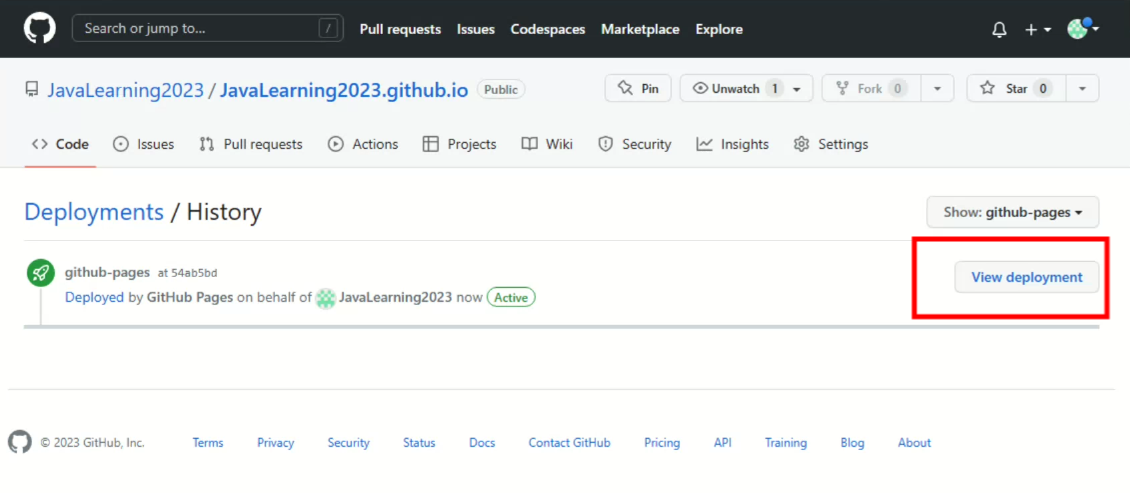 Search or jump to... / Pull requests Issues Codespaces Marketplace Explore
JavaLearning2023 / JavaLearning2023.github.io Public Pin Unwatch 1 Fork 0 Star 0
Code Issues Pull requests Actions Projects Wiki Security Insights Settings
Deployments / History Show: github-pages
github-pages at 54ab5bd
View deployment
Deployed by GitHub Pages on behalf of JavaLearning2023 now Active
© 2023 GitHub, Inc. Terms Privacy Security Status Docs Contact GitHub Pricing API Training Blog About